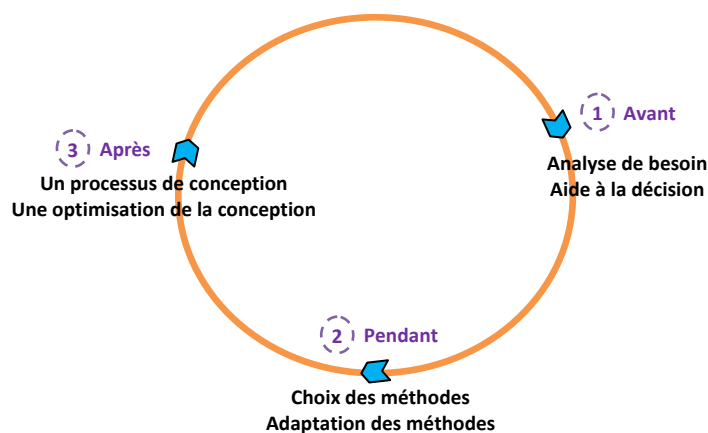 1 Avant
Analyse de besoin
Aide à la décision
2 Pendant
Choix des méthodes
Adaptation des méthodes
3 Après
Un processus de conception
Une optimisation de la conception